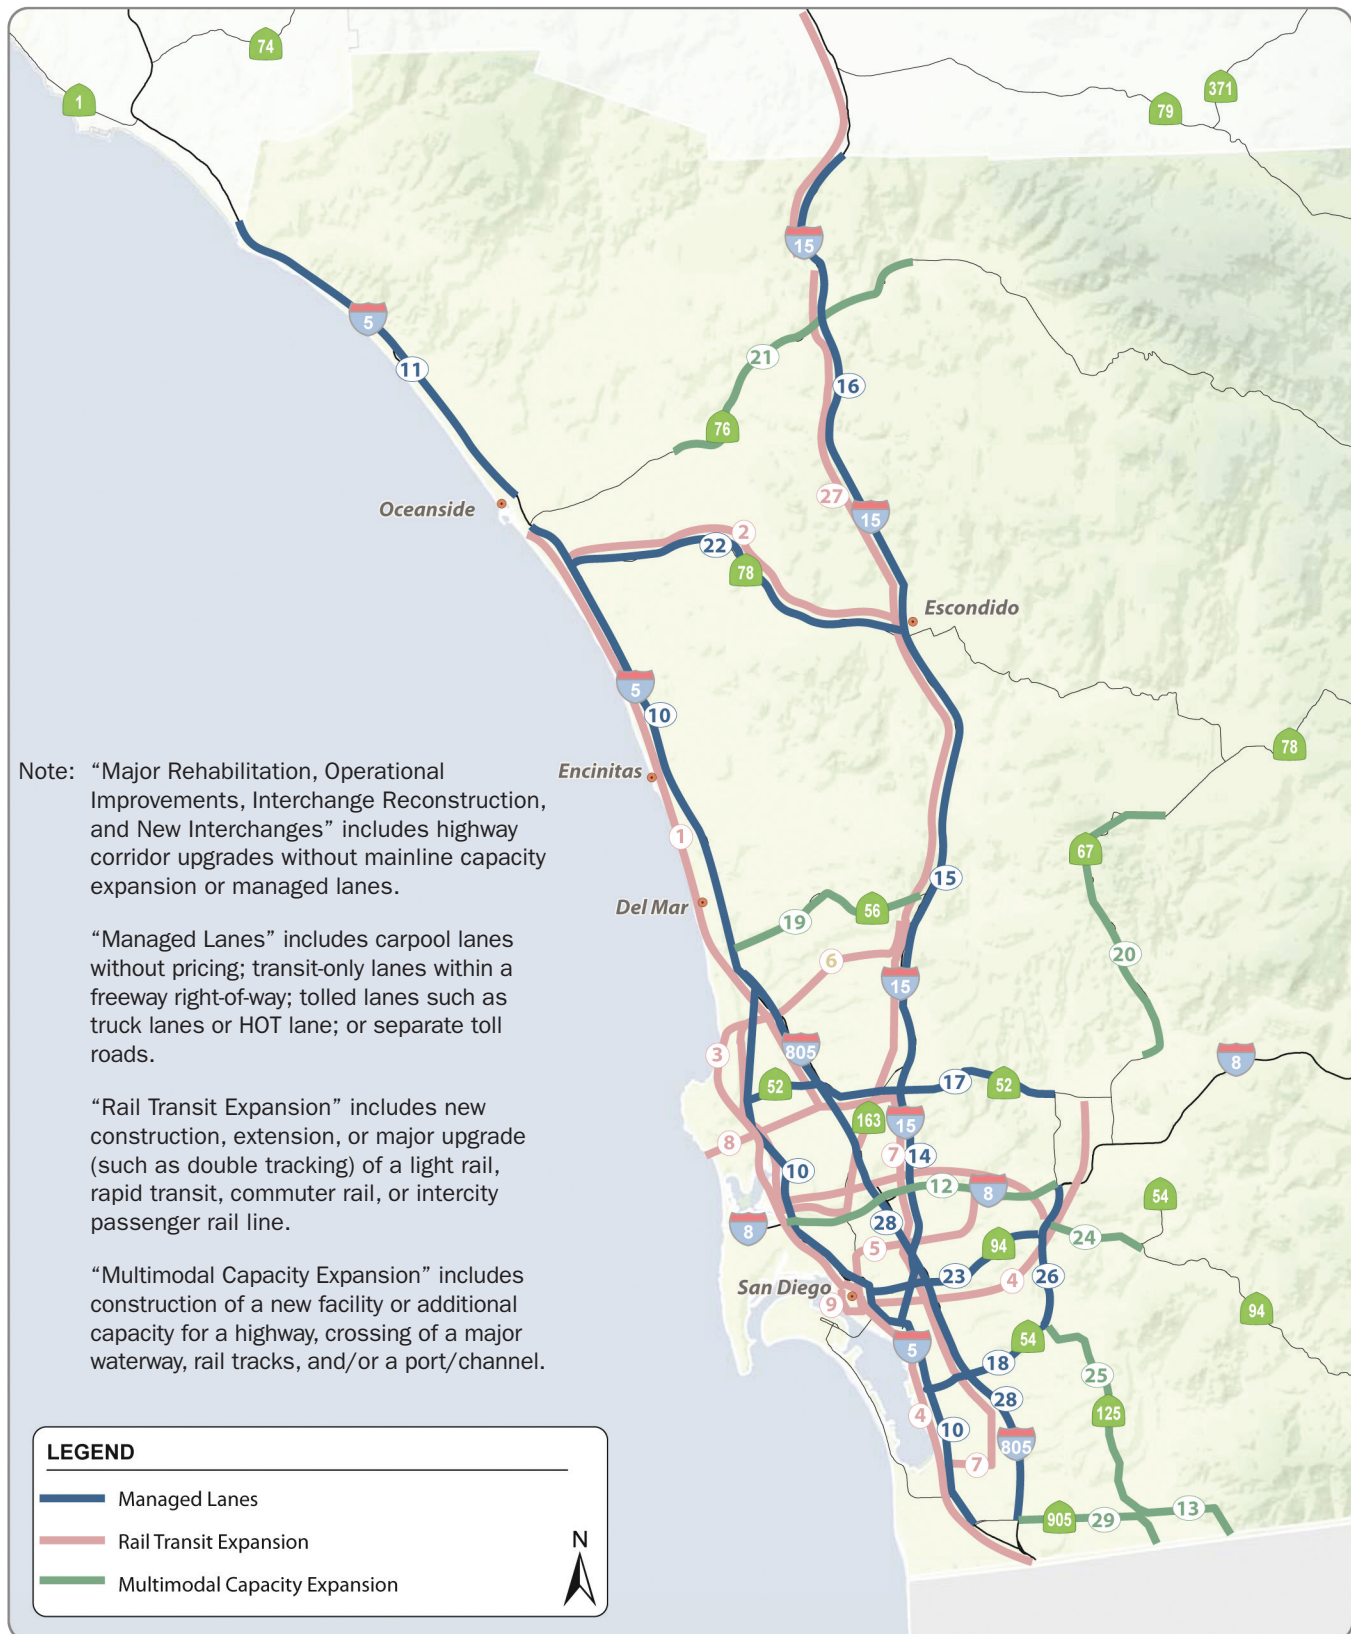 74
1
371
79
15
5
11
21
16
76
Oceanside
27
15
2
22
78
Escondido
5
10
78
Note: “Major Rehabilitation, Operational
Improvements, Interchange Reconstruction,
and New Interchanges” includes highway
corridor upgrades without mainline capacity
expansion or managed lanes.
“Managed Lanes” includes carpool lanes
without pricing; transit-only lanes within a
freeway right-of-way; tolled lanes such as
truck lanes or HOT lane; or separate toll
roads.
“Rail Transit Expansion” includes new
construction, extension, or major upgrade
(such as double tracking) of a light rail,
rapid transit, commuter rail, or intercity
passenger rail line.
“Multimodal Capacity Expansion” includes
construction of a new facility or additional
capacity for a highway, crossing of a major
waterway, rail tracks, and/or a port/channel.
Encinitas
1
67
15
Del Mar
19
56
6
20
15
3
805
8
52
17
52
163
15
8
7
14
10
12
8
54
8
28
24
5
94
San Diego
23
4
26
9
94
5
54
18
25
28
4
125
10
805
7
905
29
13
LEGEND
Managed Lanes
Rail Transit Expansion
Multimodal Capacity Expansion
N